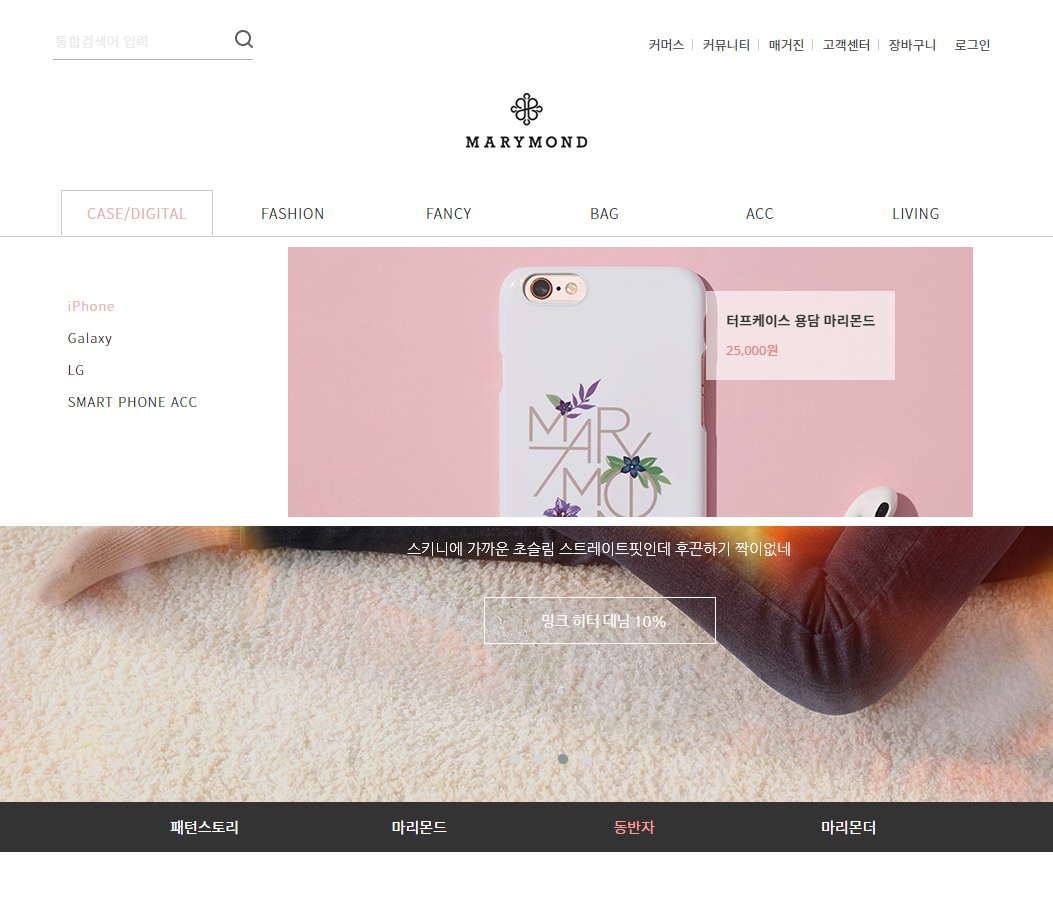 통합검색어 입력
커머스 커뮤니티 매거진 고객센터 장바구니 로그인
MARYMOND
CASE/DIGITAL FASHION FANCY BAG ACC LIVING
iPhone
Galaxy
LG
SMART PHONE ACC
터프케이스 용담 마리몬드
25,000원
MAR
Y/
/MO
스키니에 가까운 초슬림 스트레이트핏인데 후끈하기 짝이없네
밍크 히터 데님 10%
패턴스토리 마리몬드 동반자 마리몬더